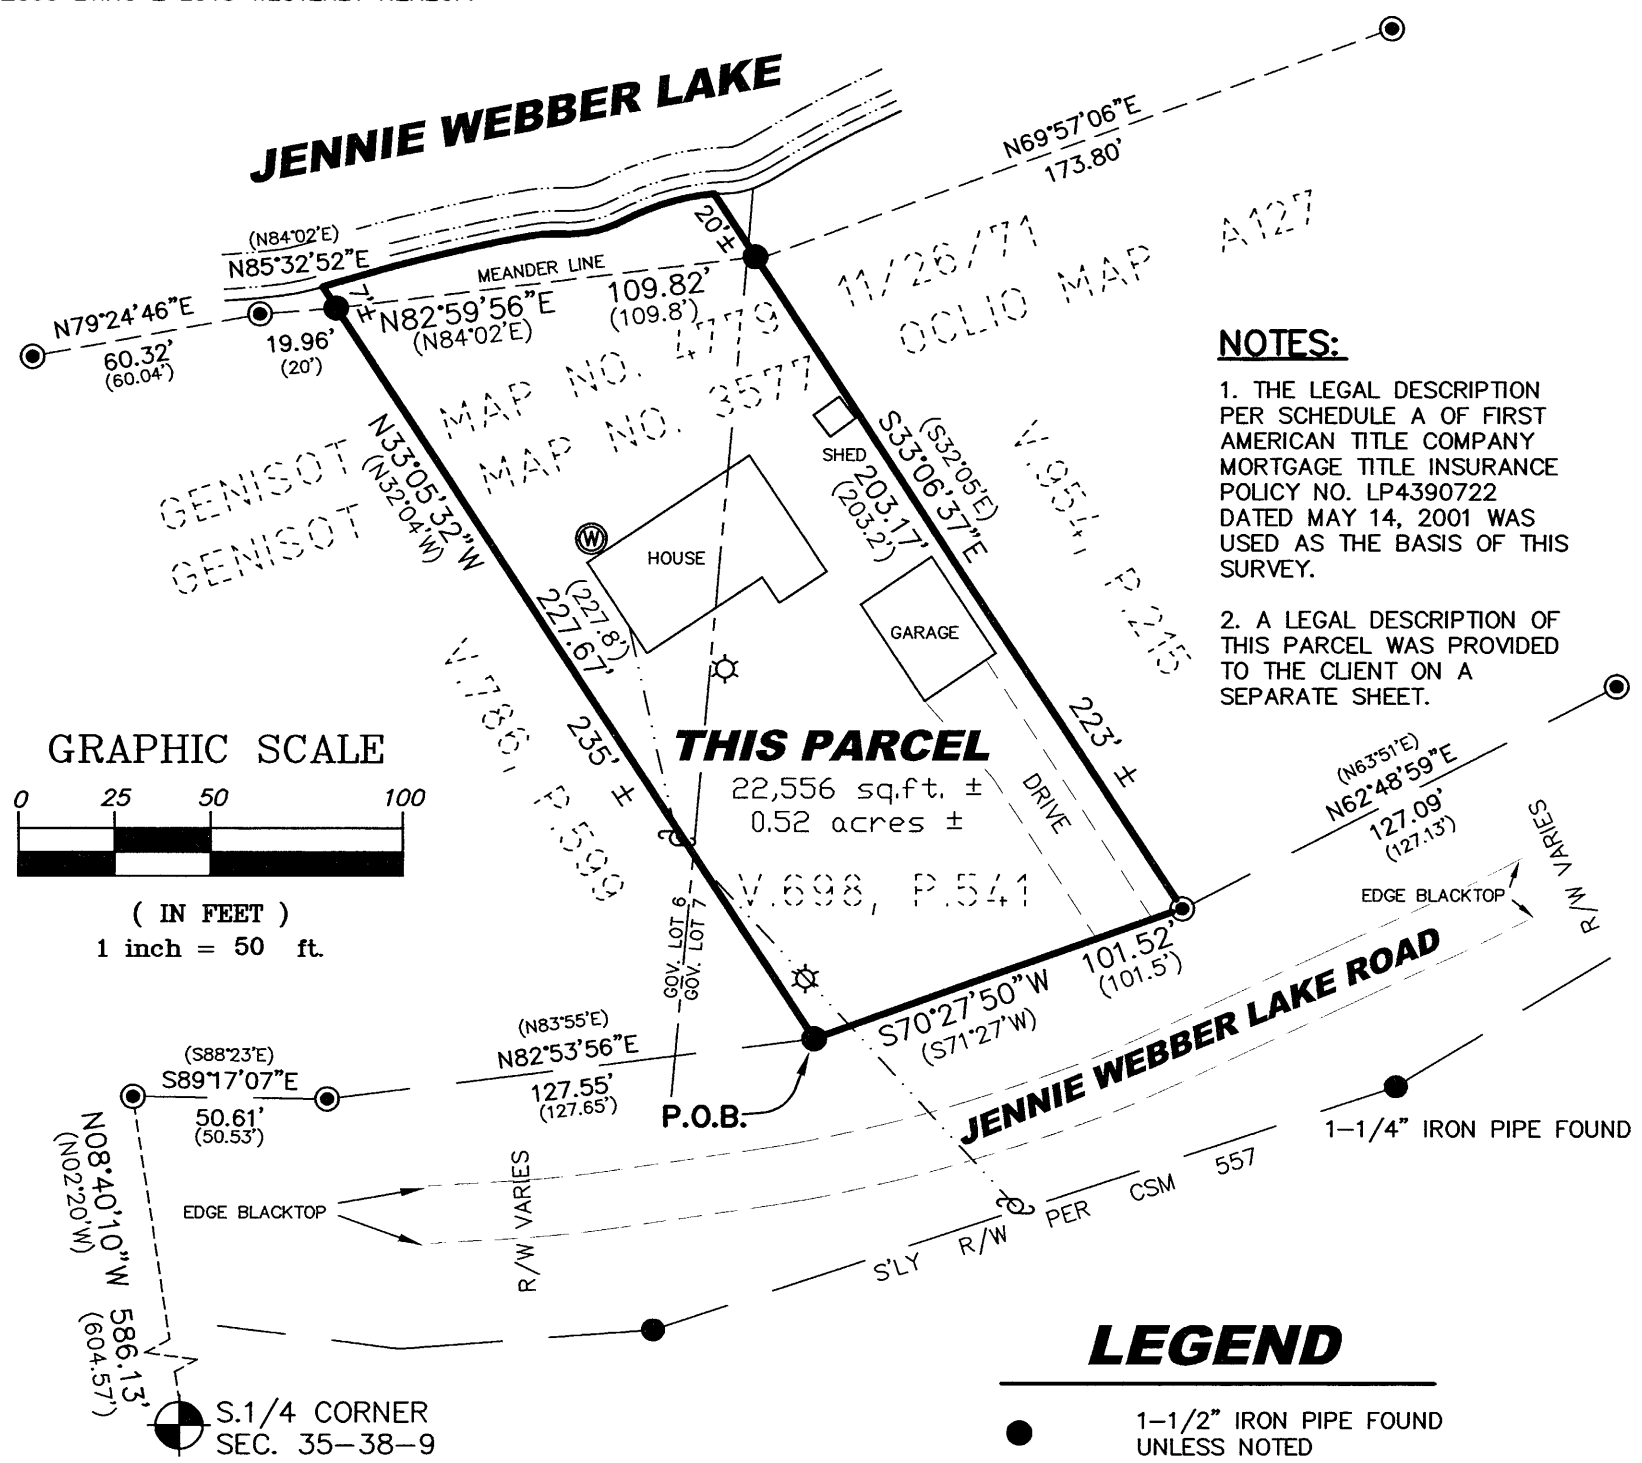 JENNIE WEBBER LAKE
N69°57'06"E
173.80'
(N84°02'E)
N85°32'52"E
MEANDER LINE
20'±
7'±
N79°24'46"E
60.32'
(60.04')
19.96'
(20')
N82°59'56"E
(N84°02'E)
109.82'
(109.8')
11/26/71
OCLIO MAP A127
GENISOT MAP NO. 4779
GENISOT MAP NO. 3577
NOTES:
1. THE LEGAL DESCRIPTION
PER SCHEDULE A OF FIRST
AMERICAN TITLE COMPANY
MORTGAGE TITLE INSURANCE
POLICY NO. LP4390722
DATED MAY 14, 2001 WAS
USED AS THE BASIS OF THIS
SURVEY.
2. A LEGAL DESCRIPTION OF
THIS PARCEL WAS PROVIDED
TO THE CLIENT ON A
SEPARATE SHEET.
N33°05'32"W
(N32°04'W)
227.67'
(227.8')
235' ±
SHED
S33°06'37"E
(S32°05'E)
203.17'
(203.2')
223' ±
W
HOUSE
GARAGE
DRIVE
V.954, P.215
V.786, P.599
THIS PARCEL
22,556 sq.ft. ±
0.52 acres ±
V.698, P.541
GRAPHIC SCALE
0 25 50 100
( IN FEET )
1 inch = 50 ft.
(N63°51'E)
N62°48'59"E
127.09'
(127.13')
R/W VARIES
EDGE BLACKTOP
GOV. LOT 6
GOV. LOT 7
101.52'
(101.5')
S70°27'50"W
(S71°27'W)
JENNIE WEBBER LAKE ROAD
(N83°55'E)
N82°53'56"E
127.55'
(127.65')
P.O.B.
(S88°23'E)
S89°17'07"E
50.61'
(50.53')
N08°40'10"W 586.13'
(N02°20'W) (604.57')
EDGE BLACKTOP
R/W VARIES
S'LY R/W PER CSM 557
1-1/4" IRON PIPE FOUND
S.1/4 CORNER
SEC. 35-38-9
LEGEND
1-1/2" IRON PIPE FOUND
UNLESS NOTED